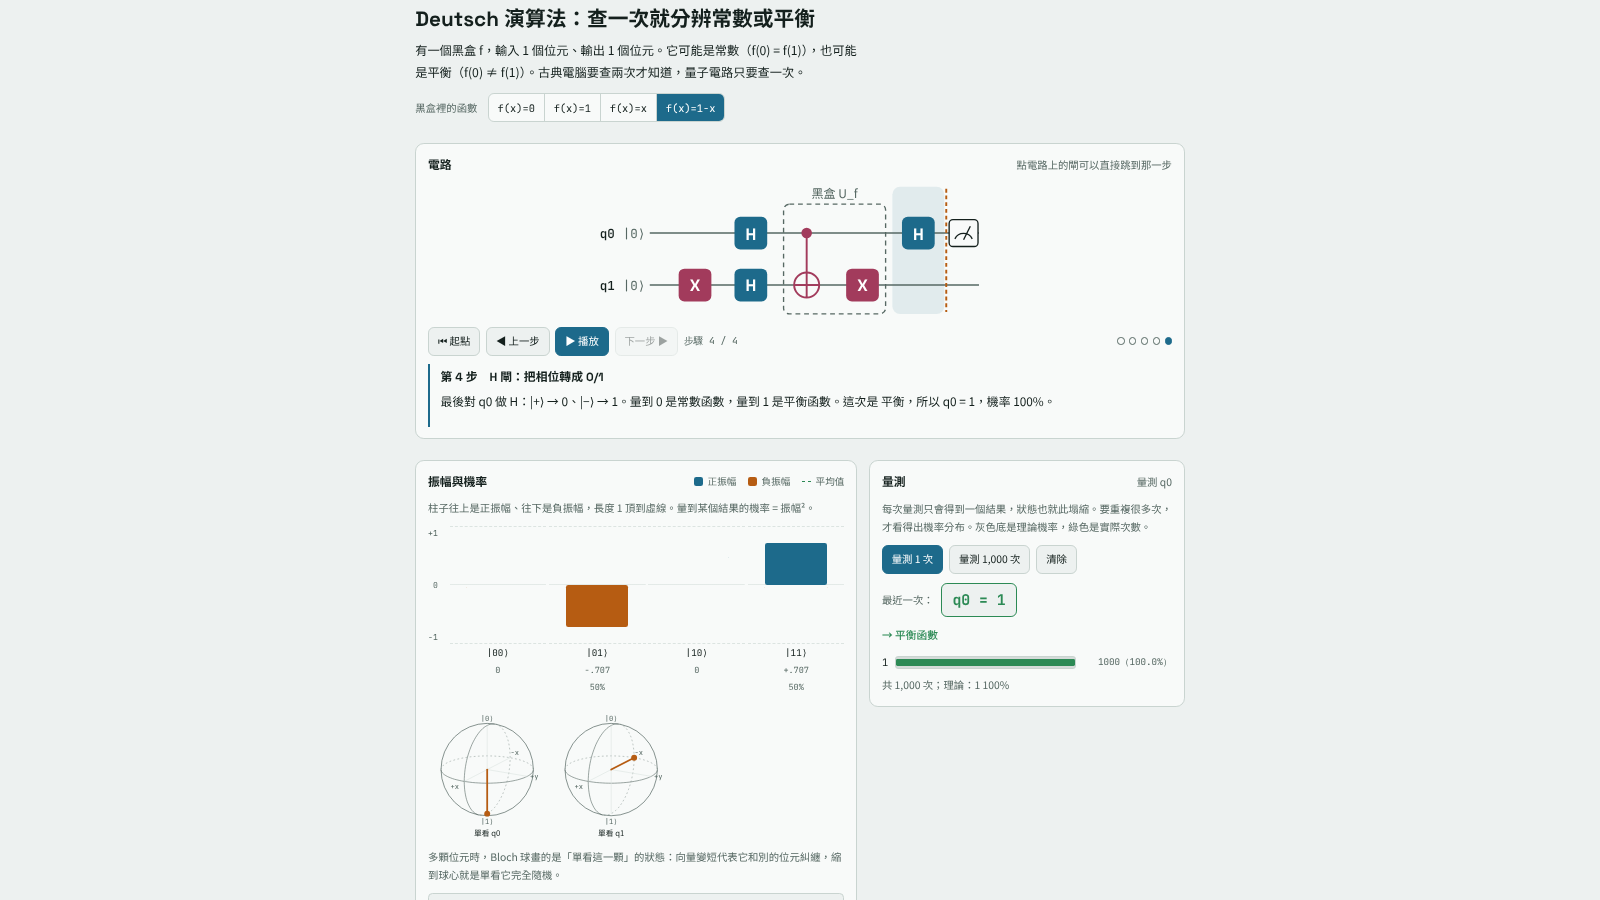 Deutsch 演算法：查一次就分辨常數或平衡
有一個黑盒 f，輸入 1 個位元、輸出 1 個位元。它可能是常數（f(0) = f(1)），也可能
是平衡（f(0) ≠ f(1)）。古典電腦要查兩次才知道，量子電路只要查一次。
黑盒裡的函數 f(x)=0 f(x)=1 f(x)=x f(x)=1-x
電路 點電路上的閘可以直接跳到那一步
黑盒 U_f
q0 |0⟩ H H
q1 |0⟩ X H X
⏮ 起點 ◀ 上一步 ▶ 播放 下一步 ▶ 步驟 4 / 4
第 4 步 H 閘：把相位轉成 0/1
最後對 q0 做 H：|+⟩ → 0、|−⟩ → 1。量到 0 是常數函數，量到 1 是平衡函數。這次是 平衡，所以 q0 = 1，機率 100%。
振幅與機率 正振幅 負振幅 -- 平均值
柱子往上是正振幅、往下是負振幅，長度 1 頂到虛線。量到某個結果的機率 = 振幅²。
+1
0
-1
|00⟩ |01⟩ |10⟩ |11⟩
0 -.707 0 +.707
50% 50%
|0⟩ |0⟩
−x −x
+y +y
+x +x
|1⟩ |1⟩
單看 q0 單看 q1
多顆位元時，Bloch 球畫的是「單看這一顆」的狀態：向量變短代表它和別的位元糾纏，縮
到球心就是單看它完全隨機。
量測 量測 q0
每次量測只會得到一個結果，狀態也就此塌縮。要重複很多次，
才看得出機率分布。灰色底是理論機率，綠色是實際次數。
量測 1 次 量測 1,000 次 清除
最近一次： q0 = 1
→ 平衡函數
1 1000 (100.0%)
共 1,000 次；理論：1 100%